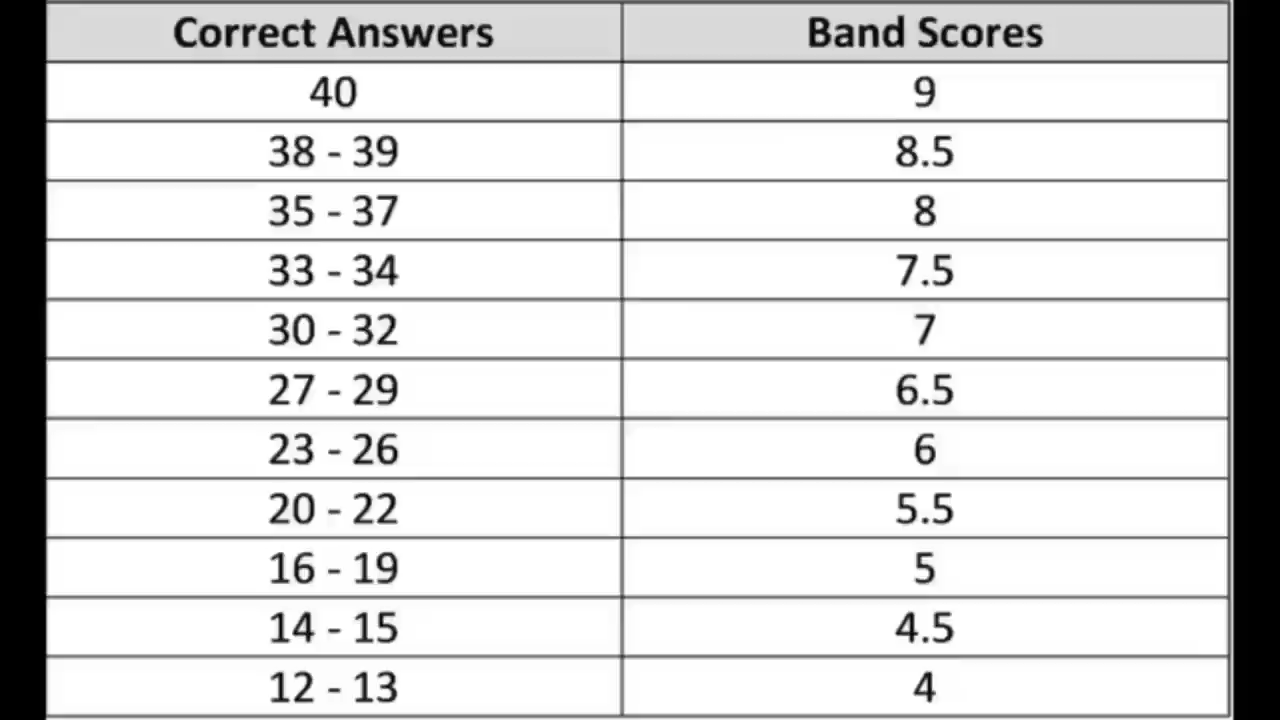 Correct Answers Band Scores
40 9
38 - 39 8.5
35 - 37 8
33 - 34 7.5
30 - 32 7
27 - 29 6.5
23 - 26 6
20 - 22 5.5
16 - 19 5
14 - 15 4.5
12 - 13 4